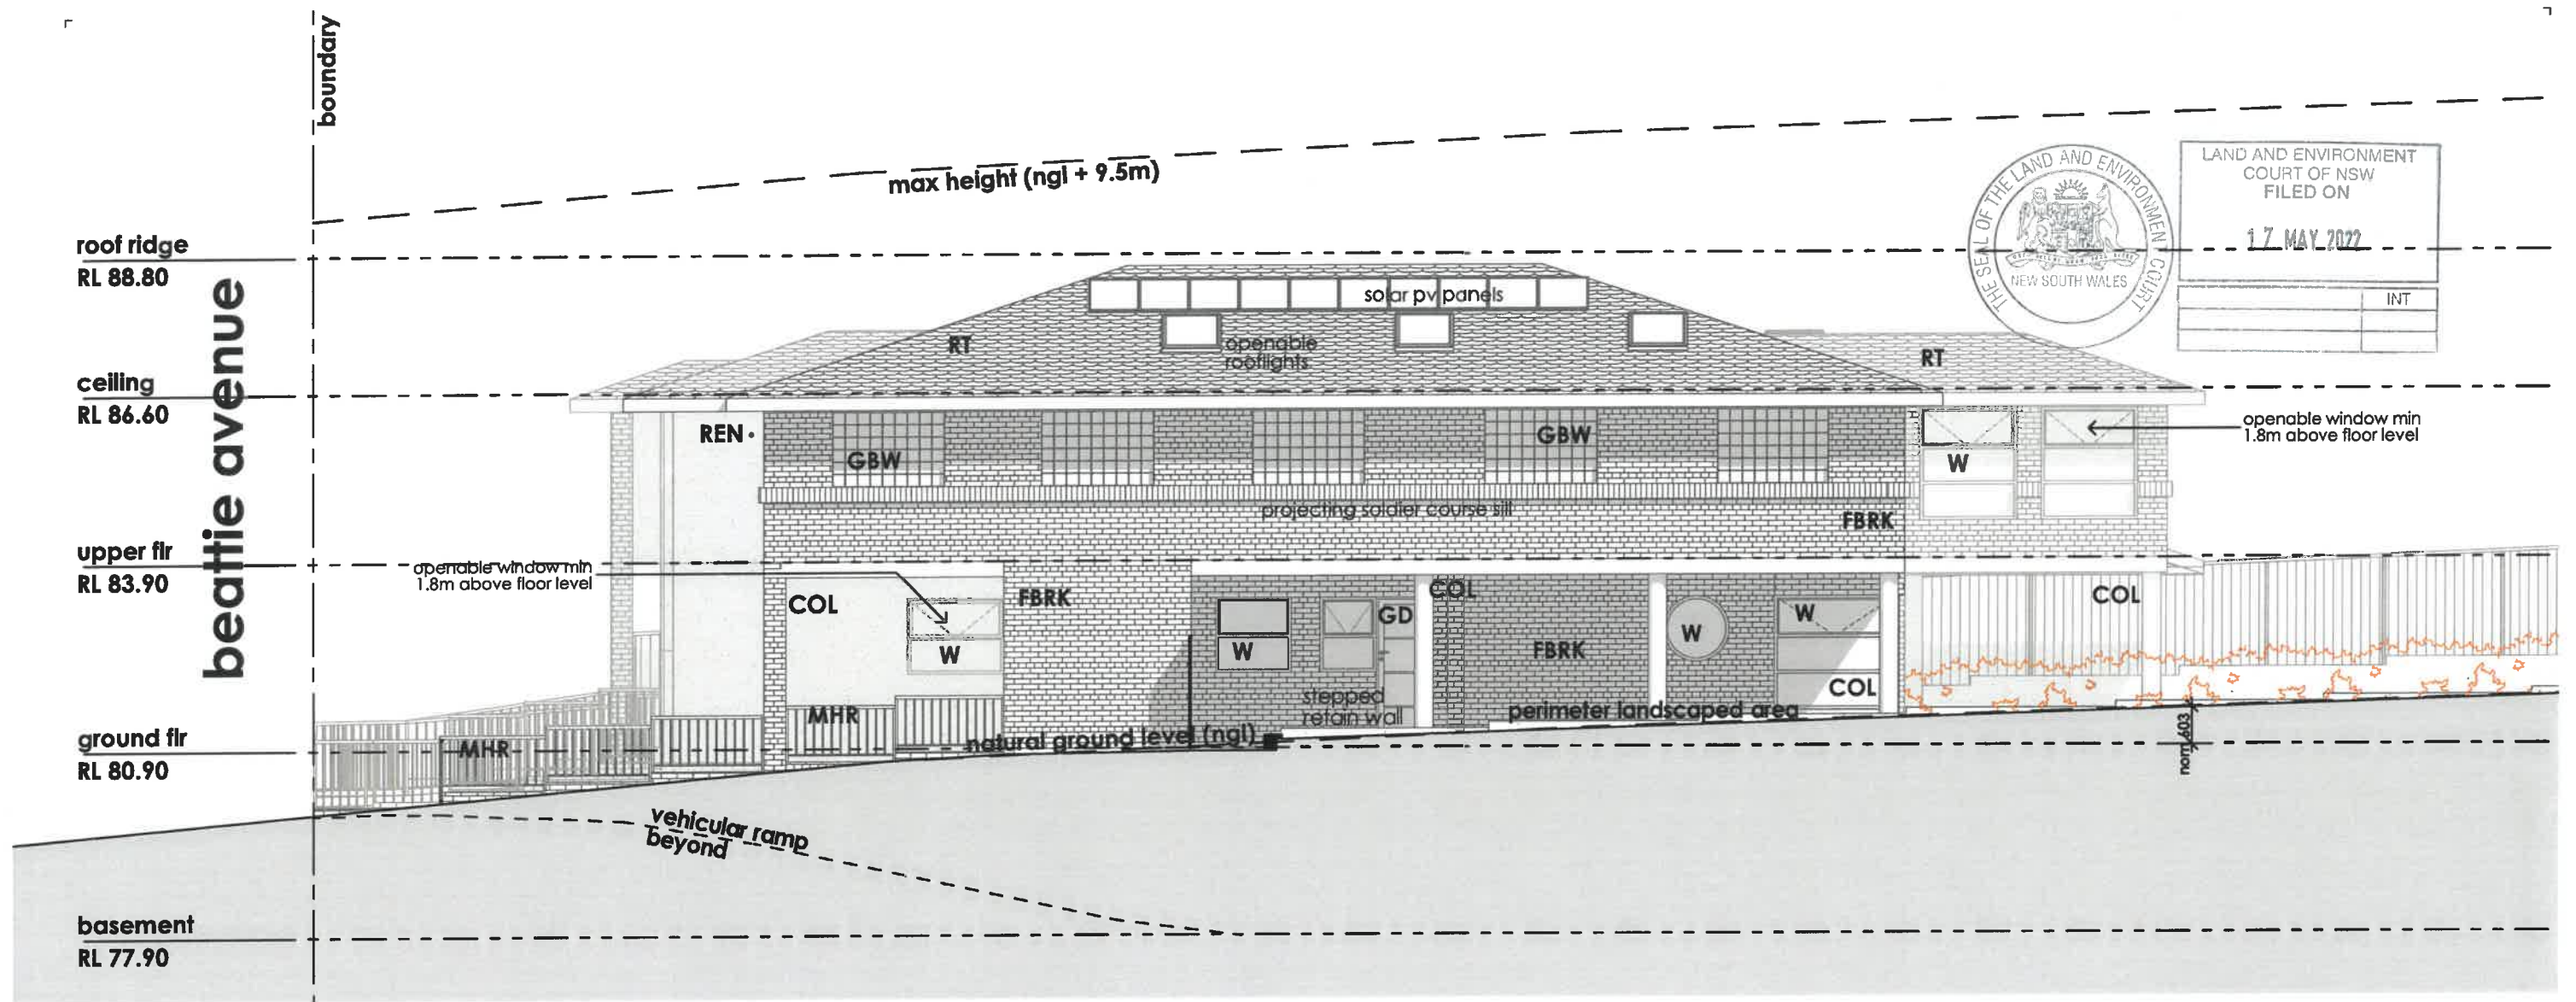 boundary
max height (ngl + 9.5m)
THE SEAL OF THE LAND AND ENVIRONMENT COURT
NEW SOUTH WALES
LAND AND ENVIRONMENT
COURT OF NSW
FILED ON
17 MAY 2022
INT
roof ridge
RL 88.80
beattie avenue
solar pv panels
RT
openable
rooflights
RT
ceiling
RL 86.60
REN
GBW
GBW
W
openable window min
1.8m above floor level
projecting soldier course sill
FBRK
upper flr
RL 83.90
openable window min
1.8m above floor level
COL
W
FBRK
W
GD
COL
FBRK
W
W
COL
COL
stepped
retain wall
perimeter landscaped area
MHR
MHR
natural ground level (ngl)
nom 603
ground flr
RL 80.90
vehicular ramp
beyond
basement
RL 77.90